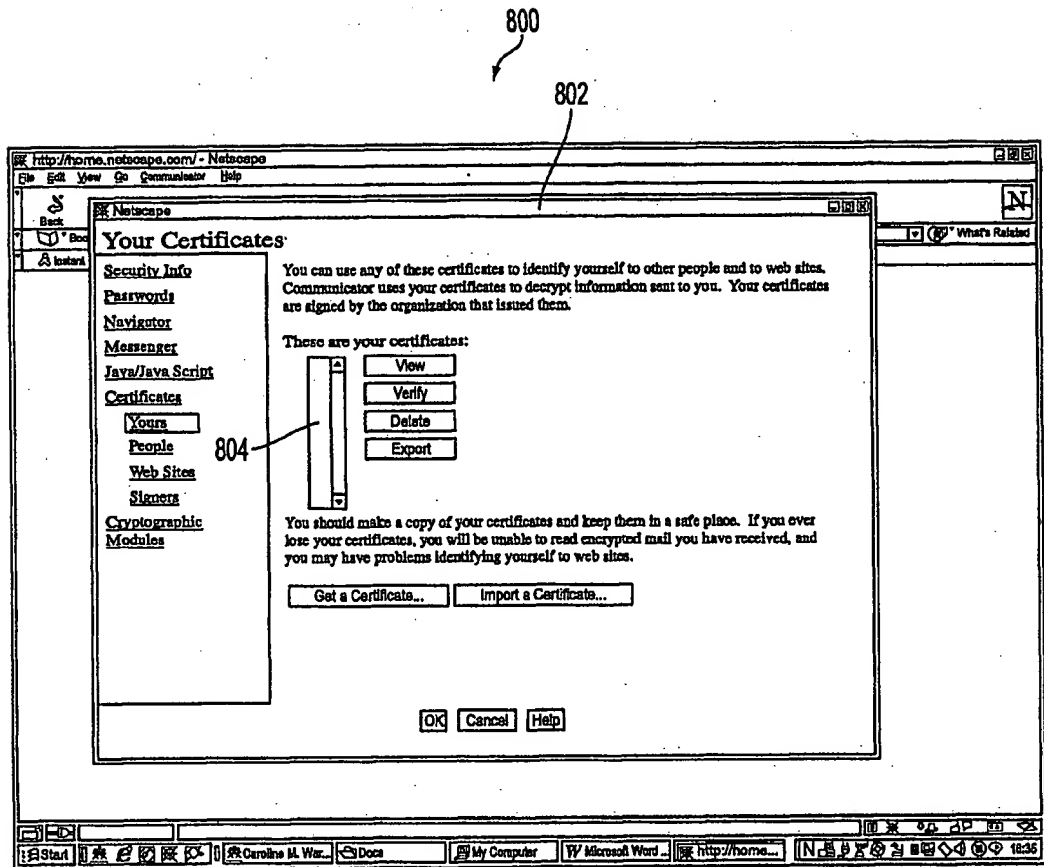 800
802
http://home.netscape.com/ - Netscape
File Edit View Go Communicator Help
N
Back
Netscape
Your Certificates
What's Related
Security Info
Passwords
Navigator
Messenger
Java/Java Script
Certificates
Yours
People
Web Sites
Signers
Cryptographic
Modules
You can use any of these certificates to identify yourself to other people and to web sites.
Communicator uses your certificates to decrypt information sent to you. Your certificates
are signed by the organization that issued them.
These are your certificates:
View
Verify
Delete
Export
804
You should make a copy of your certificates and keep them in a safe place. If you ever
lose your certificates, you will be unable to read encrypted mail you have received, and
you may have problems identifying yourself to web sites.
Get a Certificate... Import a Certificate...
OK Cancel Help
Start Caroline M. War... Docs My Computer W Microsoft Word ... http://home.... N 18:36